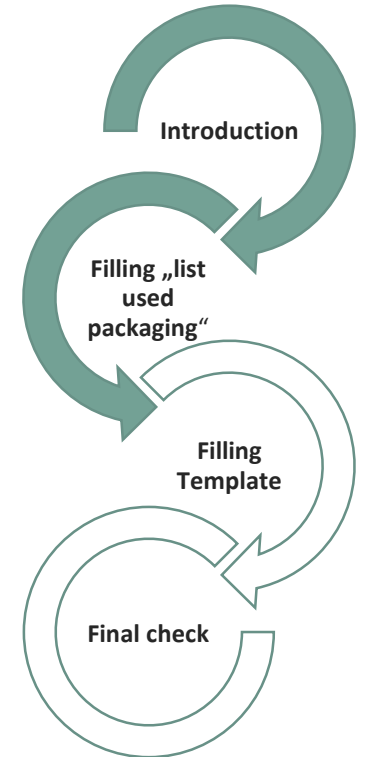 Introduction
Filling „list
used
packaging“
Filling
Template
Final check